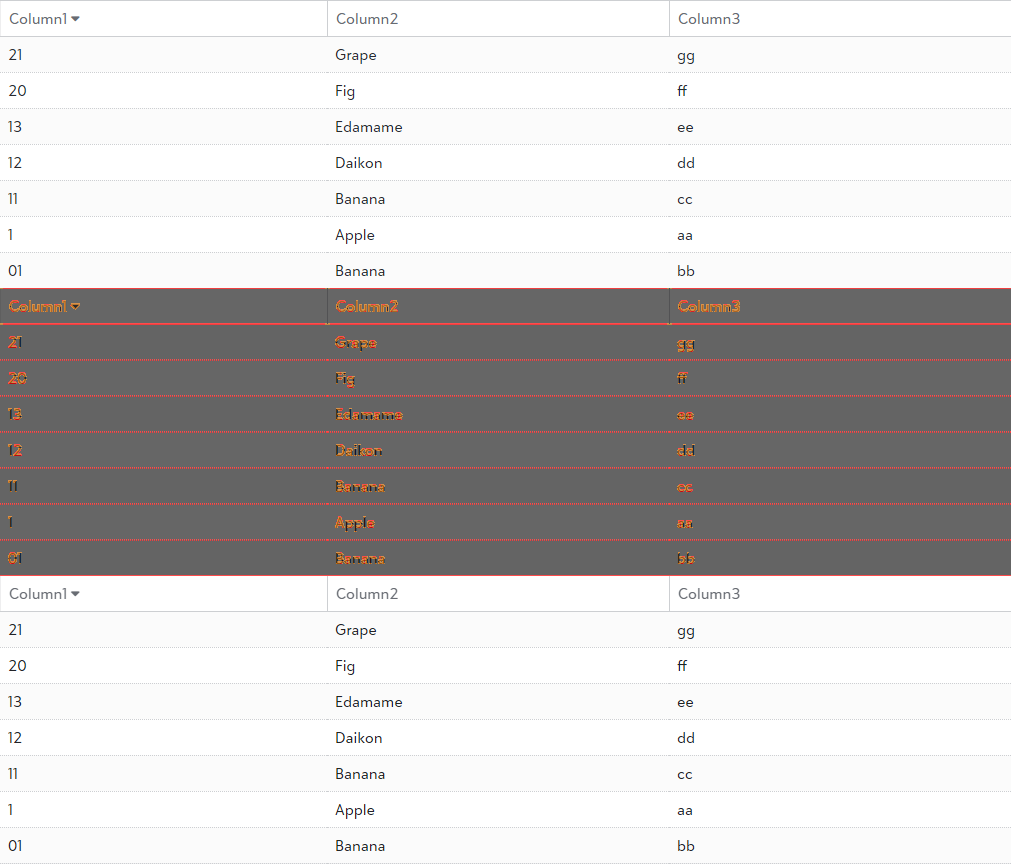 Column1 Column2 Column3
21 Grape gg
20 Fig ff
13 Edamame ee
12 Daikon dd
11 Banana cc
1 Apple aa
01 Banana bb
Column1 Column2 Column3
21 Grape gg
20 Fig ff
13 Edamame ee
12 Daikon dd
11 Banana cc
1 Apple aa
01 Banana bb
Column1 Column2 Column3
21 Grape gg
20 Fig ff
13 Edamame ee
12 Daikon dd
11 Banana cc
1 Apple aa
01 Banana bb